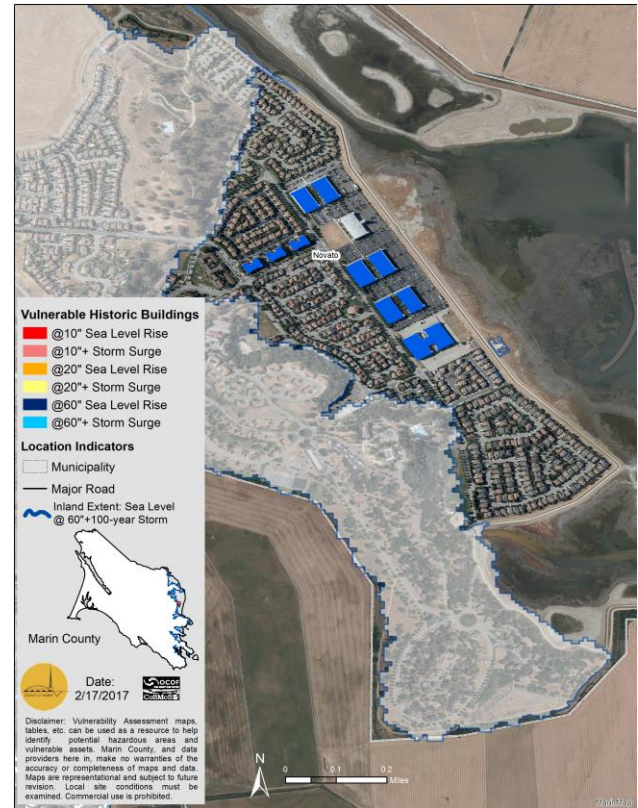 Novato
Vulnerable Historic Buildings
@10" Sea Level Rise
@10"+ Storm Surge
@20" Sea Level Rise
@20"+ Storm Surge
@60" Sea Level Rise
@60"+ Storm Surge
Location Indicators
Municipality
Major Road
Inland Extent: Sea Level
@ 60"+100-year Storm
Marin County
Date:
2/17/2017
OCOF
CoSMoS
Disclaimer: Vulnerability Assessment maps,
tables, etc. can be used as a resource to help
identify potential hazardous areas and
vulnerable assets. Marin County, and data
providers here in, make no warranties of the
accuracy or completeness of maps and data.
Maps are representational and subject to future
revision. Local site conditions must be
examined. Commercial use is prohibited.
N
0 0.1 0.2
Miles
MarinMap